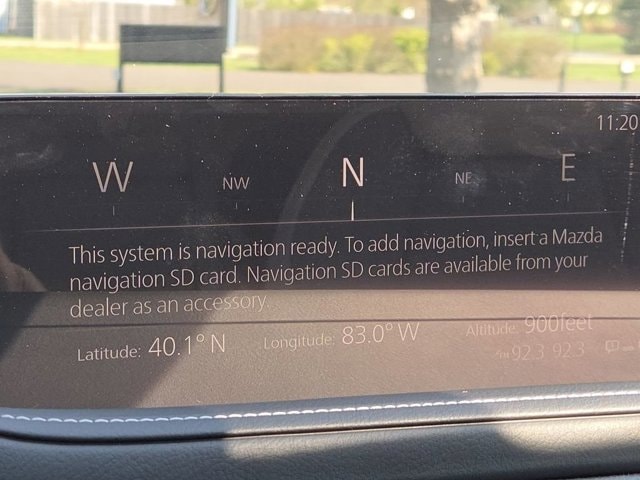 11:20
W NW N NE E
This system is navigation ready. To add navigation, insert a Mazda
navigation SD card. Navigation SD cards are available from your
dealer as an accessory.
Latitude: 40.1° N Longitude: 83.0° W Altitude: 900feet
FM 92.3 92.3